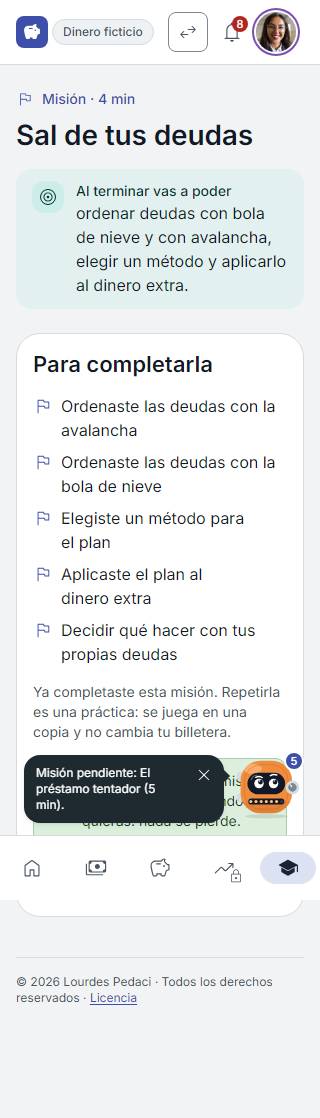 Dinero ficticio
8
Misión · 4 min
Sal de tus deudas
Al terminar vas a poder
ordenar deudas con bola
de nieve y con avalancha,
elegir un método y aplicarlo
al dinero extra.
Para completarla
Ordenaste las deudas con la
avalancha
Ordenaste las deudas con la
bola de nieve
Elegiste un método para
el plan
Aplicaste el plan al
dinero extra
Decidir qué hacer con tus
propias deudas
Ya completaste esta misión. Repetirla
es una práctica: se juega en una
copia y no cambia tu billetera.
5
Misión pendiente: El
préstamo tentador (5
min).
quieras: nada se pierde.
© 2026 Lourdes Pedaci · Todos los derechos
reservados · Licencia